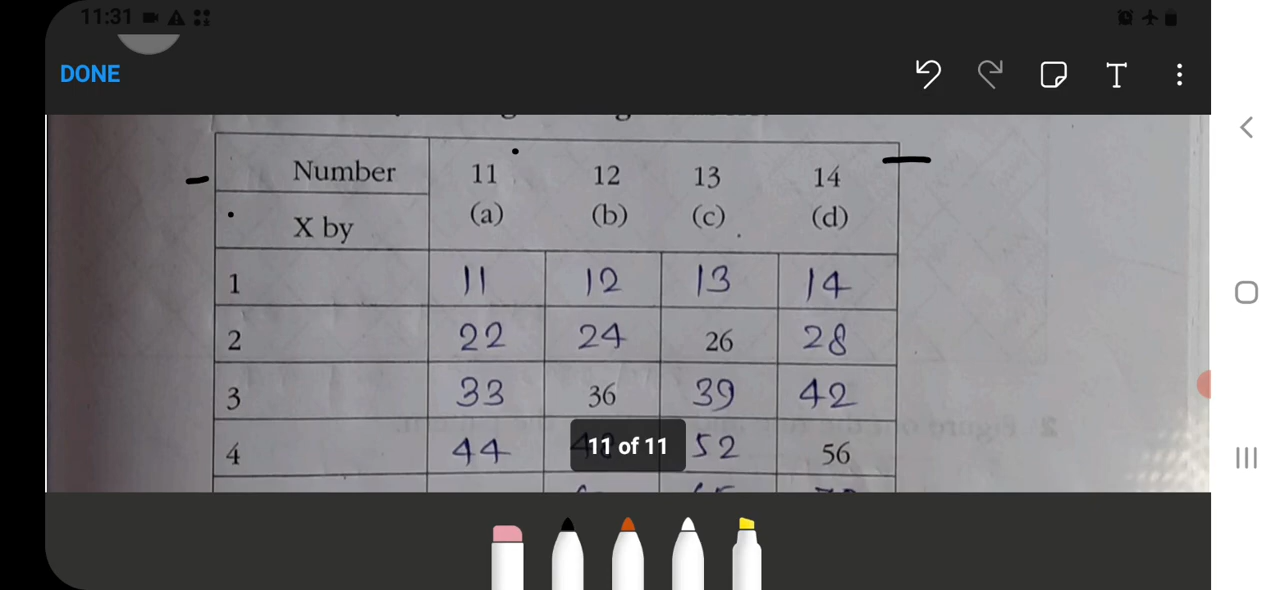 11:31
DONE
Number 11 12 13 14
X by (a) (b) (c) (d)
1 11 12 13 14
2 22 24 26 28
3 33 36 39 42
4 44 48 52 56
11 of 11